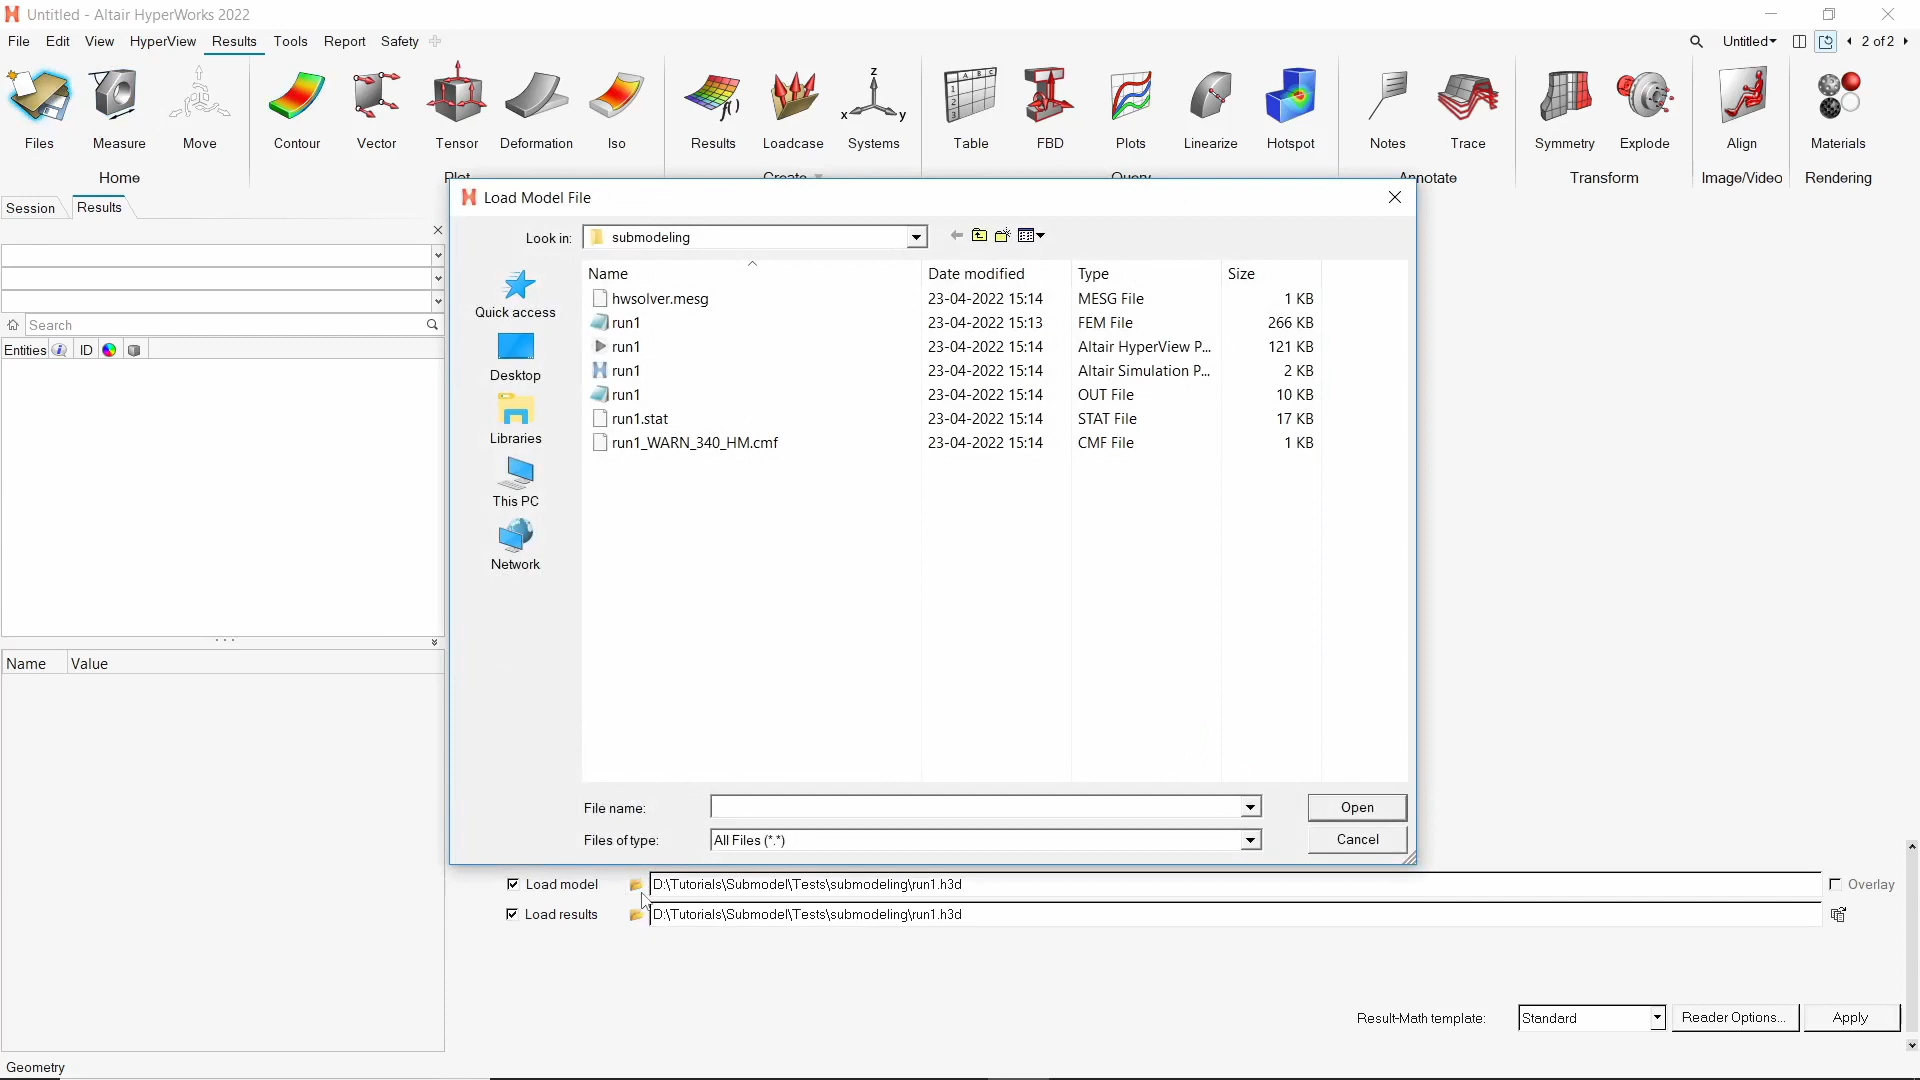 Untitled - Altair HyperWorks 2022
File Edit View HyperView Results Tools Report Safety
Untitled 2 of 2
Files Measure Move Contour Vector Tensor Deformation Iso Results Loadcase Systems Table FBD Plots Linearize Hotspot Notes Trace Symmetry Explode Align Materials
Home Plot Create Query Annotate Transform Image/Video Rendering
Session Results
Search
Entities ID
Name Value
Geometry
Load Model File
Look in: submodeling
Quick access
Desktop
Libraries
This PC
Network
Name Date modified Type Size
hwsolver.mesg 23-04-2022 15:14 MESG File 1 KB
run1 23-04-2022 15:13 FEM File 266 KB
run1 23-04-2022 15:14 Altair HyperView P... 121 KB
run1 23-04-2022 15:14 Altair Simulation P... 2 KB
run1 23-04-2022 15:14 OUT File 10 KB
run1.stat 23-04-2022 15:14 STAT File 17 KB
run1_WARN_340_HM.cmf 23-04-2022 15:14 CMF File 1 KB
File name: Open
Files of type: All Files (*.*) Cancel
Load model D:\Tutorials\Submodel\Tests\submodeling\run1.h3d Overlay
Load results D:\Tutorials\Submodel\Tests\submodeling\run1.h3d
Result-Math template: Standard Reader Options... Apply